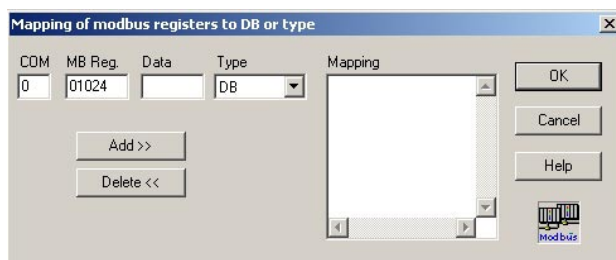 Mapping of modbus registers to DB or type
COM MB Reg. Data Type Mapping
0 01024 DB
OK
Add >>
Cancel
Delete <<
Help
Modbus